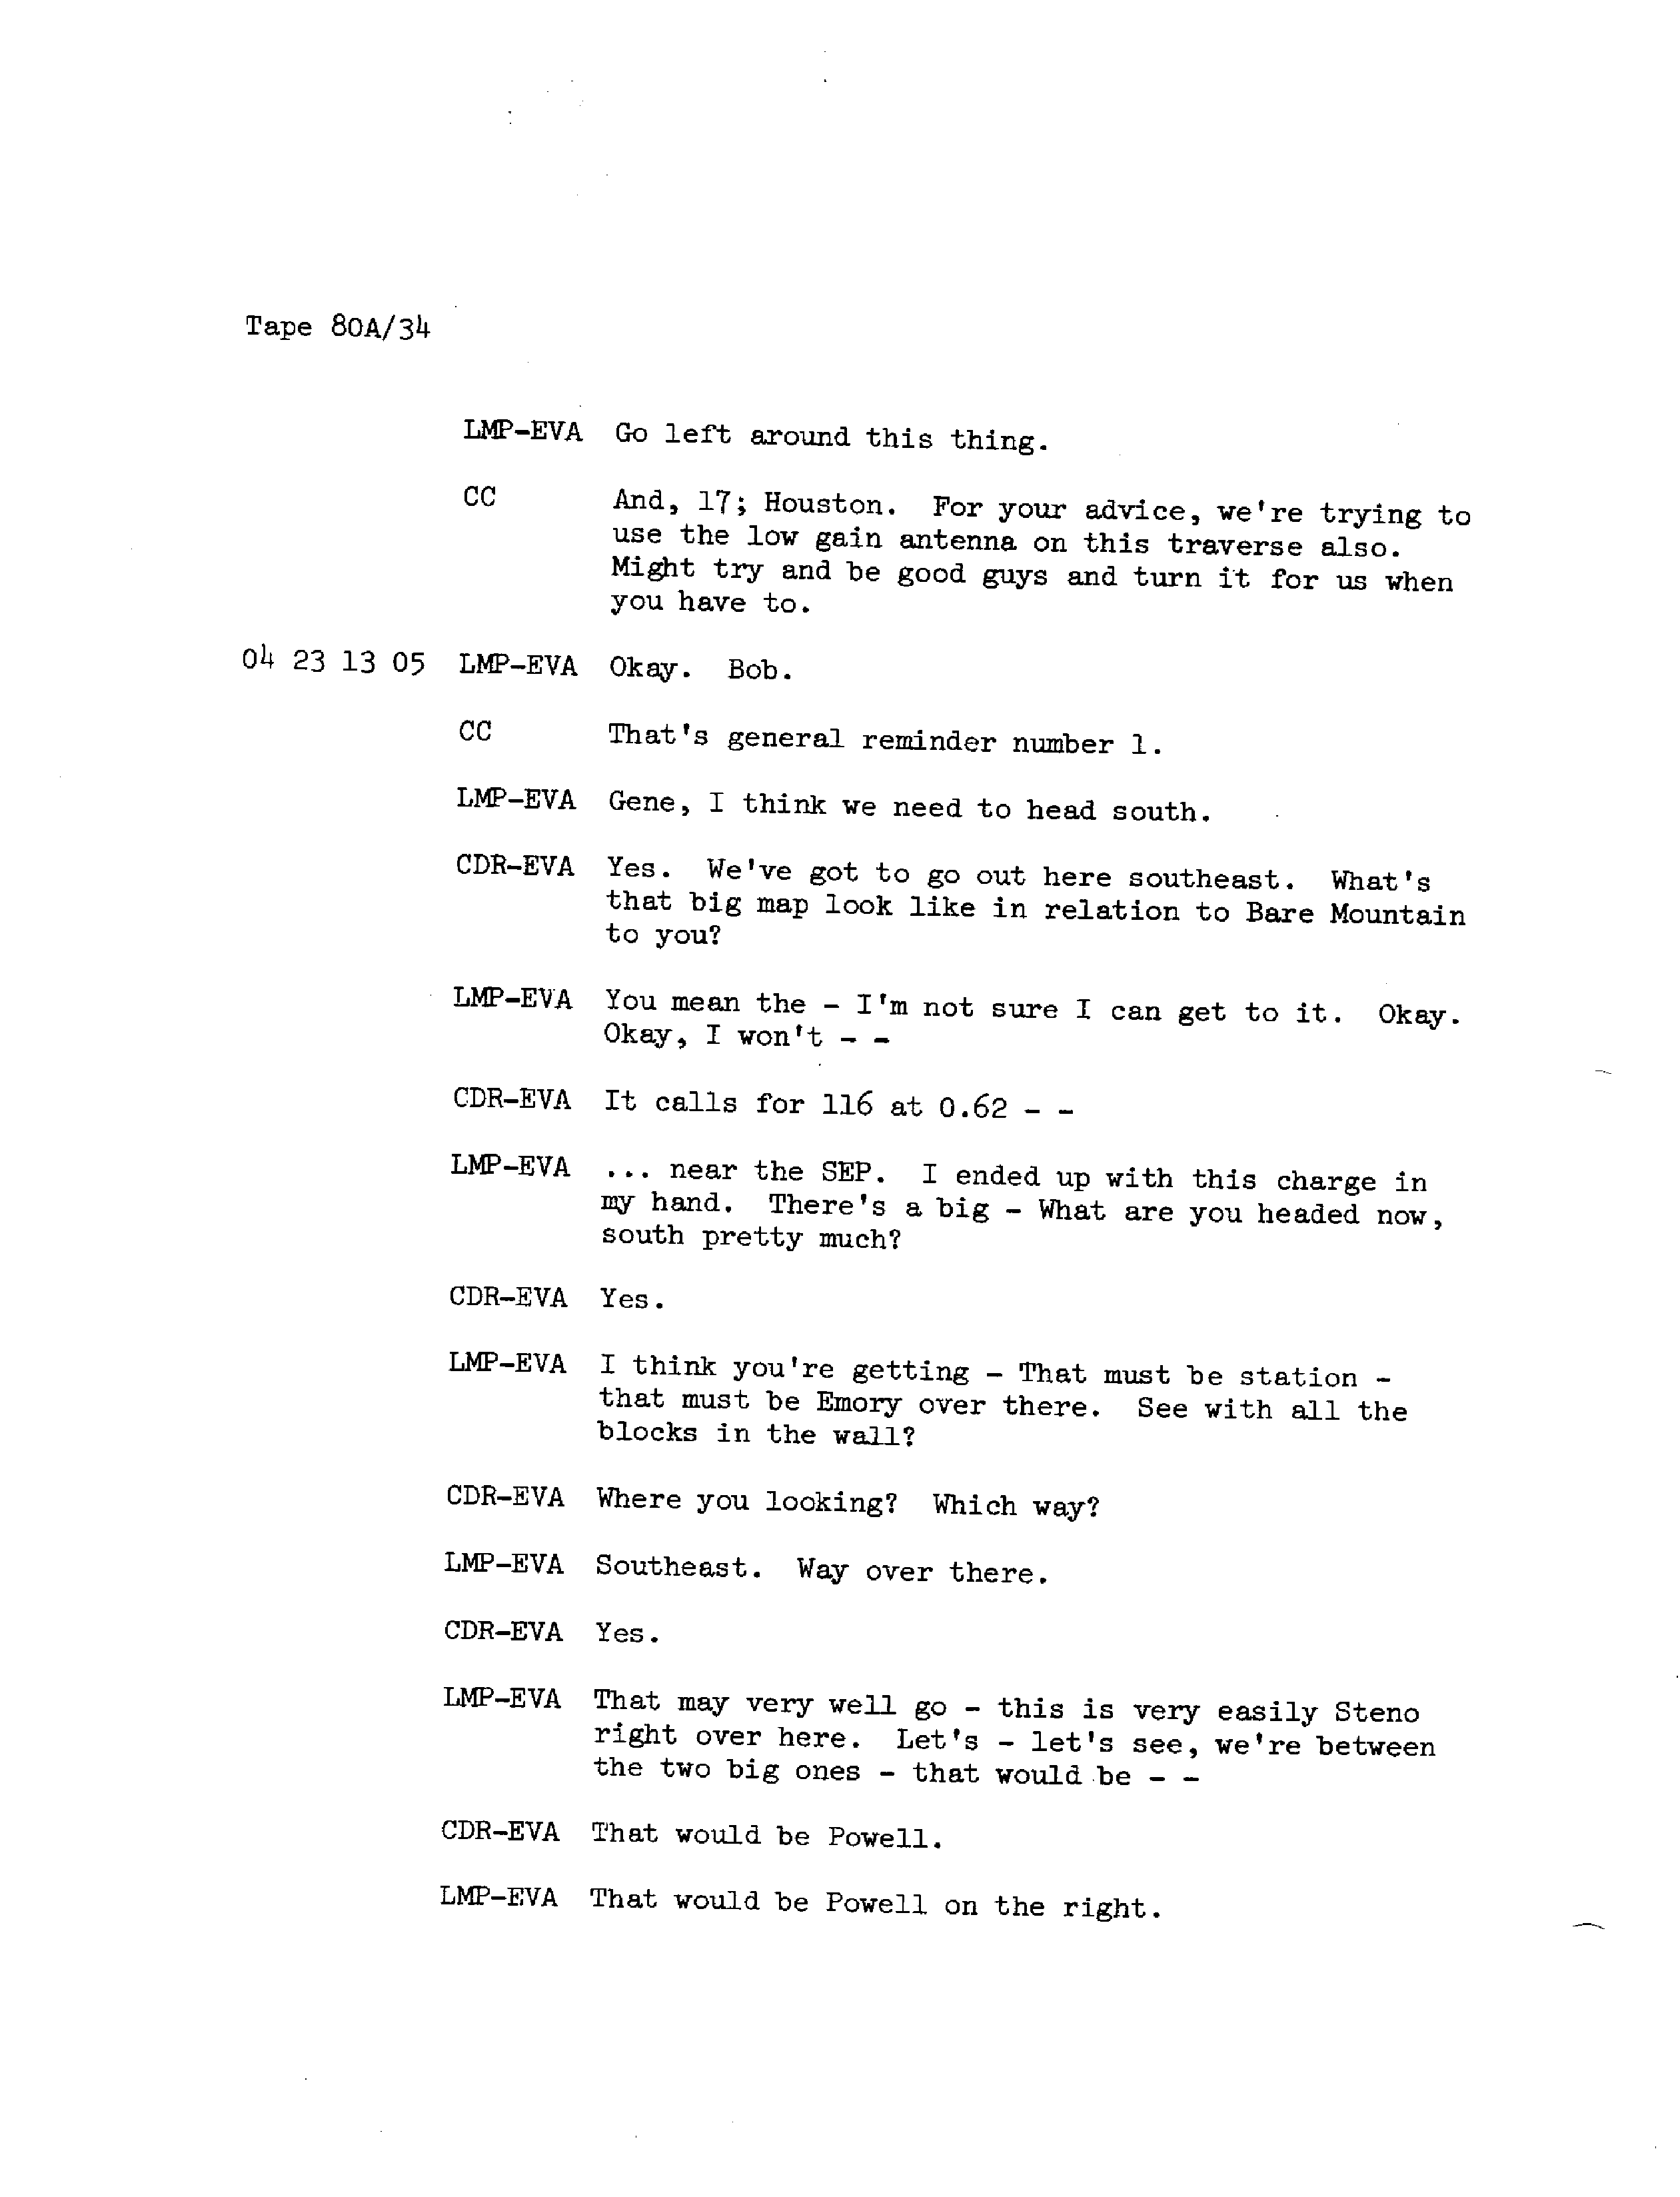 Tape 80A/34
LMP-EVA Go left around this thing.
CC And, 17; Houston. For your advice, we're trying to
use the low gain antenna on this traverse also.
Might try and be good guys and turn it for us when
you have to.
04 23 13 05 LMP-EVA Okay. Bob.
CC That's general reminder number 1.
LMP-EVA Gene, I think we need to head south.
CDR-EVA Yes. We've got to go out here southeast. What's
that big map look like in relation to Bare Mountain
to you?
LMP-EVA You mean the - I'm not sure I can get to it. Okay.
Okay, I won't - -
CDR-EVA It calls for 116 at 0.62 - -
LMP-EVA ... near the SEP. I ended up with this charge in
my hand. There's a big - What are you headed now,
south pretty much?
CDR-EVA Yes.
LMP-EVA I think you're getting - That must be station -
that must be Emory over there. See with all the
blocks in the wall?
CDR-EVA Where you looking? Which way?
LMP-EVA Southeast. Way over there.
CDR-EVA Yes.
LMP-EVA That may very well go - this is very easily Steno
right over here. Let's - let's see, we're between
the two big ones - that would be - -
CDR-EVA That would be Powell.
LMP-EVA That would be Powell on the right.